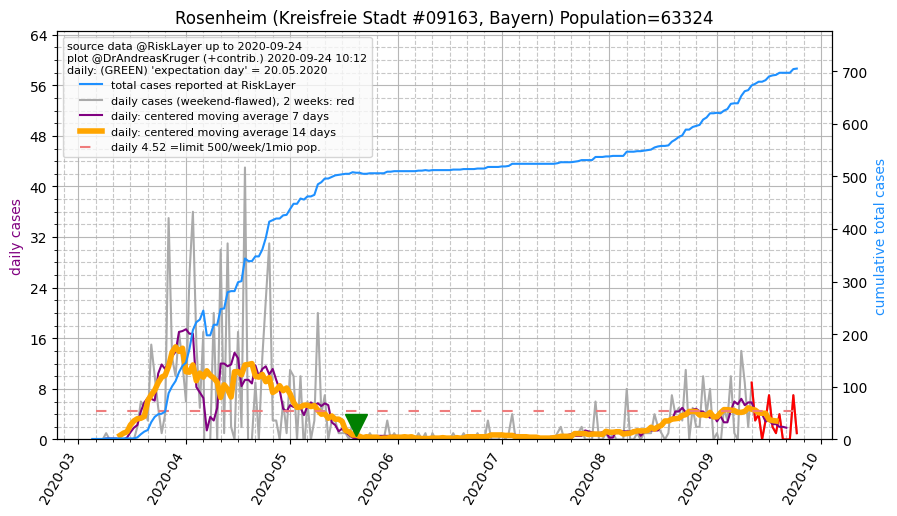 Rosenheim (Kreisfreie Stadt #09163, Bayern) Population=63324
source data @RiskLayer up to 2020-09-24
plot @DrAndreasKruger (+contrib.) 2020-09-24 10:12
daily: (GREEN) 'expectation day' = 20.05.2020
total cases reported at RiskLayer
daily cases (weekend-flawed), 2 weeks: red
daily: centered moving average 7 days
daily: centered moving average 14 days
daily 4.52 =limit 500/week/1mio pop.
daily cases
64
56
48
40
32
24
16
8
0
700
600
500
400
300
200
100
0
cumulative total cases
2020-03
2020-04
2020-05
2020-06
2020-07
2020-08
2020-09
2020-10